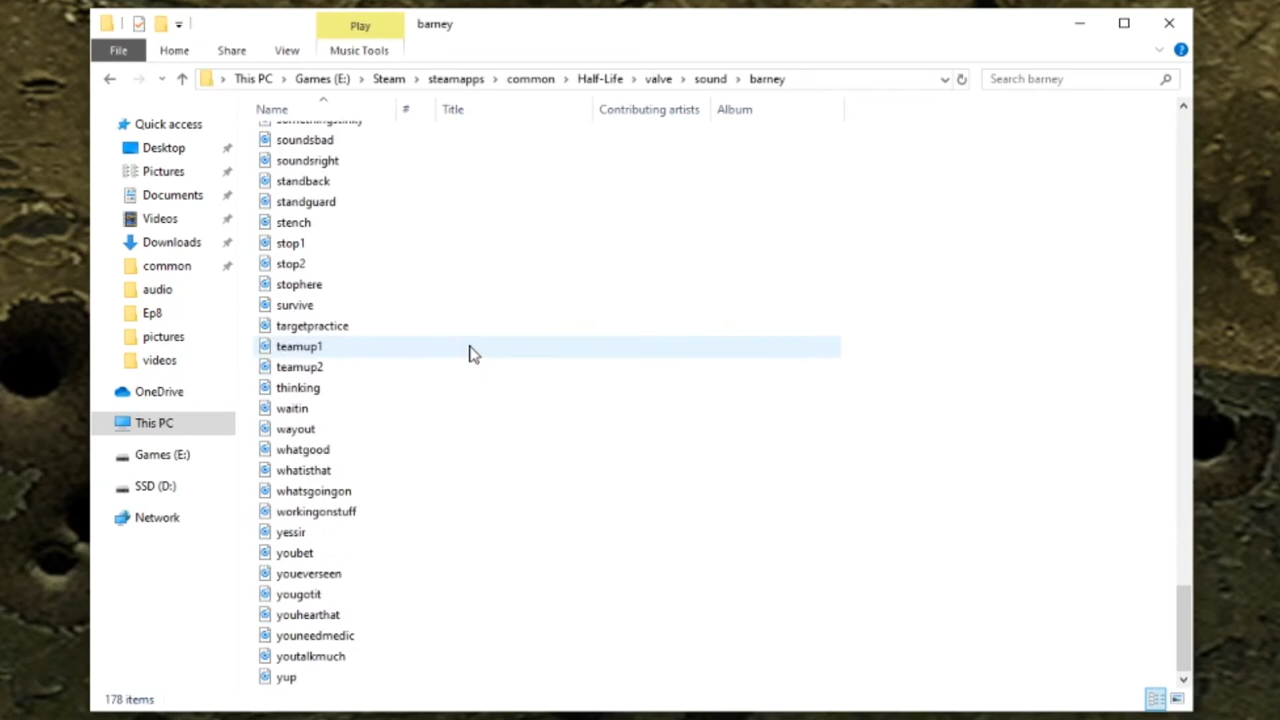 Play
barney
File
Home
Share
View
Music Tools
This PC
Games (E:)
Steam
steamapps
common
Half-Life
valve
sound
barney
Search barney
Name
#
Title
Contributing artists
Album
Quick access
Desktop
Pictures
Documents
Videos
Downloads
common
audio
Ep8
pictures
videos
OneDrive
This PC
Games (E:)
SSD (D:)
Network
somethingstinky
soundsbad
soundsright
standback
standguard
stench
stop1
stop2
stophere
survive
targetpractice
teamup1
teamup2
thinking
waitin
wayout
whatgood
whatisthat
whatsgoingon
workingonstuff
yessir
youbet
youeverseen
yougotit
youhearthat
youneedmedic
youtalkmuch
yup
178 items